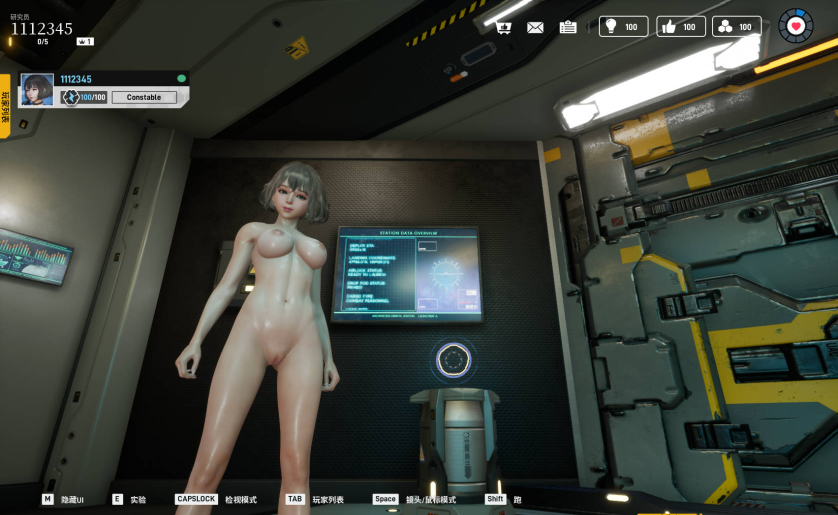 研究员
1112345
0/5
1
100
100
100
1112345
100/100
Constable
玩家列表
STATION DATA OVERVIEW
M 隐藏UI
E 实验
CAPSLOCK 检视模式
TAB 玩家列表
Space 镜头/鼠标模式
Shift 跑